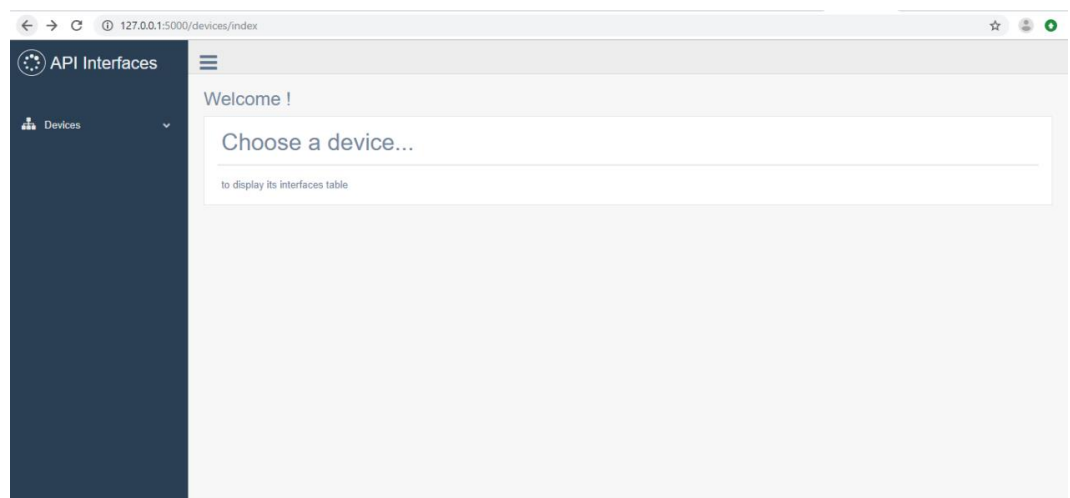 127.0.0.1:5000/devices/index
API Interfaces
Welcome !
Devices
Choose a device...
to display its interfaces table